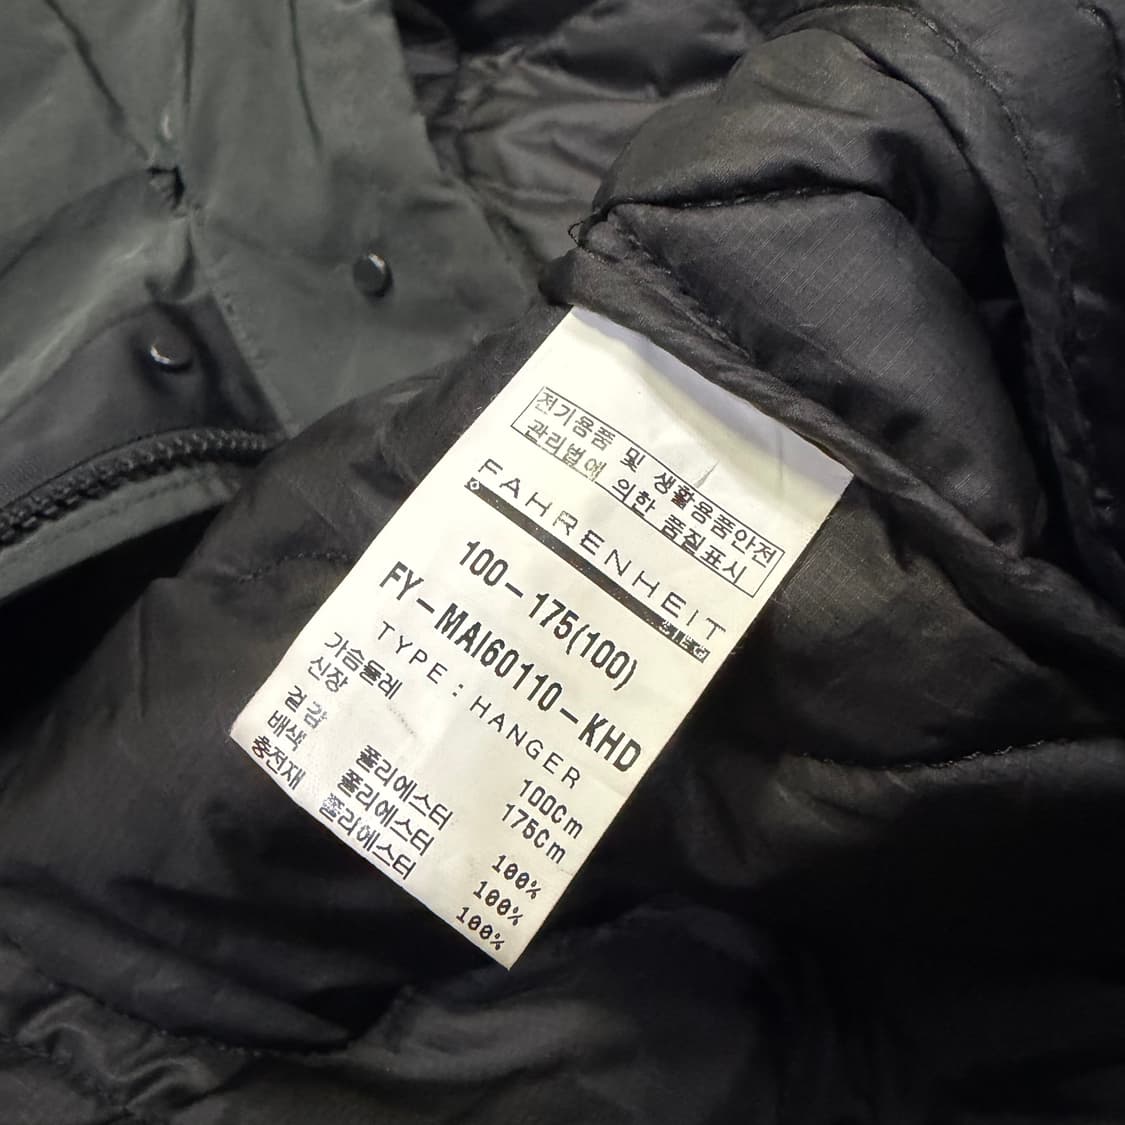 전기용품 및 생활용품안전
관리법에 의한 품질표시
FAHRENHEIT
100-175(100)
FY-MAI60110-KHD
TYPE : HANGER
가슴둘레 100Cm
신장 175Cm
겉감 폴리에스터 100%
배색 폴리에스터 100%
충전재 폴리에스터 100%